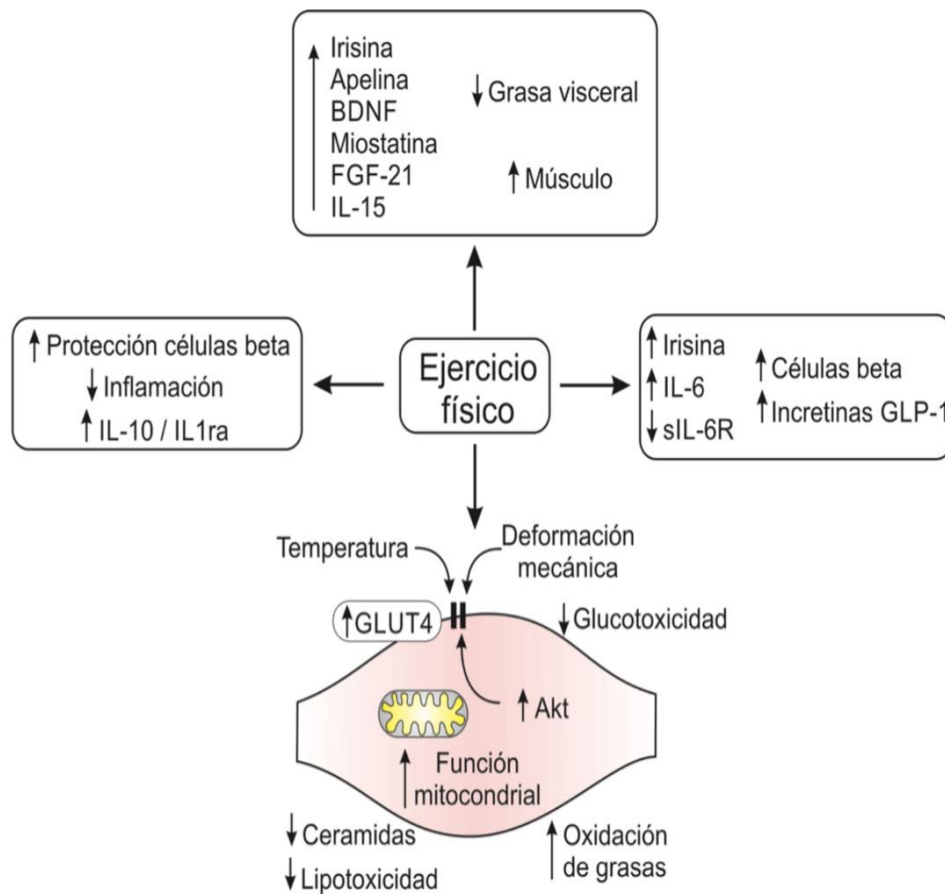 ↑ Irisina
Apelina
BDNF
Miostatina
FGF-21
IL-15
↓ Grasa visceral
↑ Músculo
↑ Protección células beta
↓ Inflamación
↑ IL-10 / IL1ra
Ejercicio
físico
↑ Irisina
↑ IL-6
↓ sIL-6R
↑ Células beta
↑ Incretinas GLP-1
Temperatura
Deformación
mecánica
↑ GLUT4
↓ Glucotoxicidad
↑ Akt
↑ Función
mitocondrial
↓ Ceramidas
↓ Lipotoxicidad
↑ Oxidación
de grasas